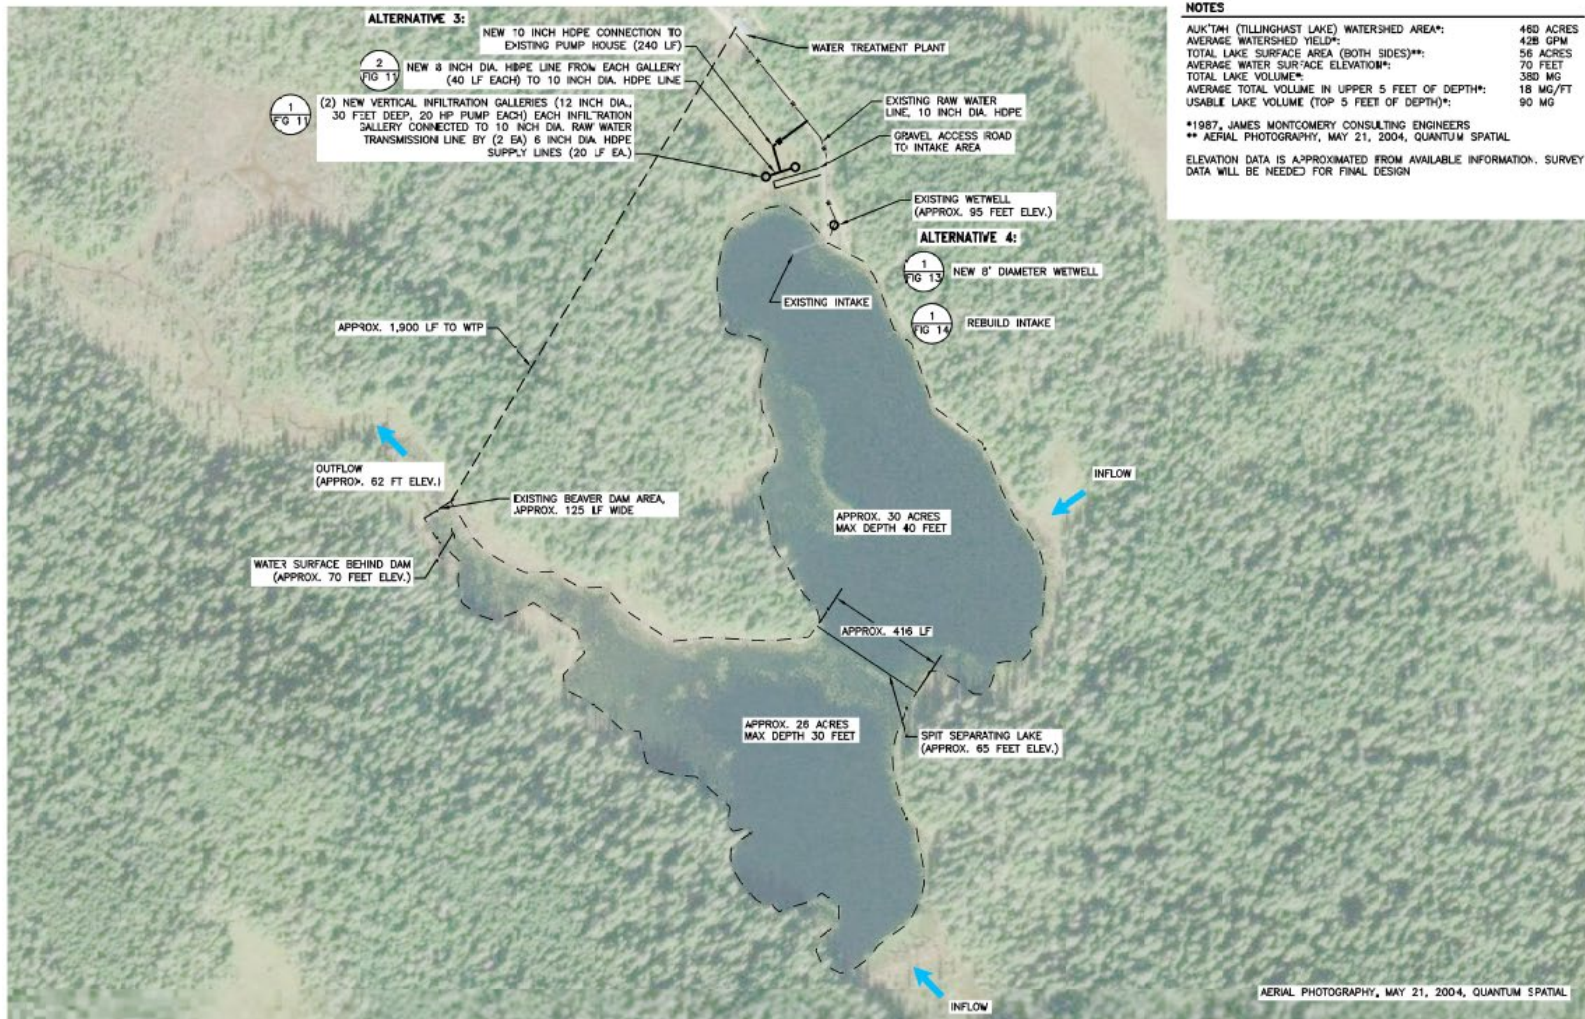 ALTERNATIVE 3:
NEW 10 INCH HDPE CONNECTION TO
EXISTING PUMP HOUSE (240 LF)
2
FIG 11
NEW 8 INCH DIA. HDPE LINE FROM EACH GALLERY
(40 LF EACH) TO 10 INCH DIA. HDPE LINE
1
FIG 11
(2) NEW VERTICAL INFILTRATION GALLERIES (12 INCH DIA.,
30 FEET DEEP, 20 HP PUMP EACH) EACH INFILTRATION
GALLERY CONNECTED TO 10 INCH DIA. RAW WATER
TRANSMISSION LINE BY (2 EA) 6 INCH DIA. HDPE
SUPPLY LINES (20 LF EA.)
WATER TREATMENT PLANT
EXISTING RAW WATER
LINE, 10 INCH DIA. HDPE
GRAVEL ACCESS ROAD
TO INTAKE AREA
EXISTING WETWELL
(APPROX. 95 FEET ELEV.)
ALTERNATIVE 4:
1
FIG 13
NEW 8' DIAMETER WETWELL
1
FIG 14
REBUILD INTAKE
EXISTING INTAKE
NOTES
AUK'TAH (TILLINGHAST LAKE) WATERSHED AREA*: 460 ACRES
AVERAGE WATERSHED YIELD*: 428 GPM
TOTAL LAKE SURFACE AREA (BOTH SIDES)**: 56 ACRES
AVERAGE WATER SURFACE ELEVATION*: 70 FEET
TOTAL LAKE VOLUME*: 380 MG
AVERAGE TOTAL VOLUME IN UPPER 5 FEET OF DEPTH*: 18 MG/FT
USABLE LAKE VOLUME (TOP 5 FEET OF DEPTH)*: 90 MG
*1987, JAMES MONTGOMERY CONSULTING ENGINEERS
** AERIAL PHOTOGRAPHY, MAY 21, 2004, QUANTUM SPATIAL
ELEVATION DATA IS APPROXIMATED FROM AVAILABLE INFORMATION. SURVEY
DATA WILL BE NEEDED FOR FINAL DESIGN
APPROX. 1,900 LF TO WTP
OUTFLOW
(APPROX. 62 FT ELEV.)
EXISTING BEAVER DAM AREA,
APPROX. 125 LF WIDE
WATER SURFACE BEHIND DAM
(APPROX. 70 FEET ELEV.)
INFLOW
APPROX. 30 ACRES
MAX DEPTH 40 FEET
APPROX. 416 LF
APPROX. 26 ACRES
MAX DEPTH 30 FEET
SPIT SEPARATING LAKE
(APPROX. 65 FEET ELEV.)
INFLOW
AERIAL PHOTOGRAPHY, MAY 21, 2004, QUANTUM SPATIAL